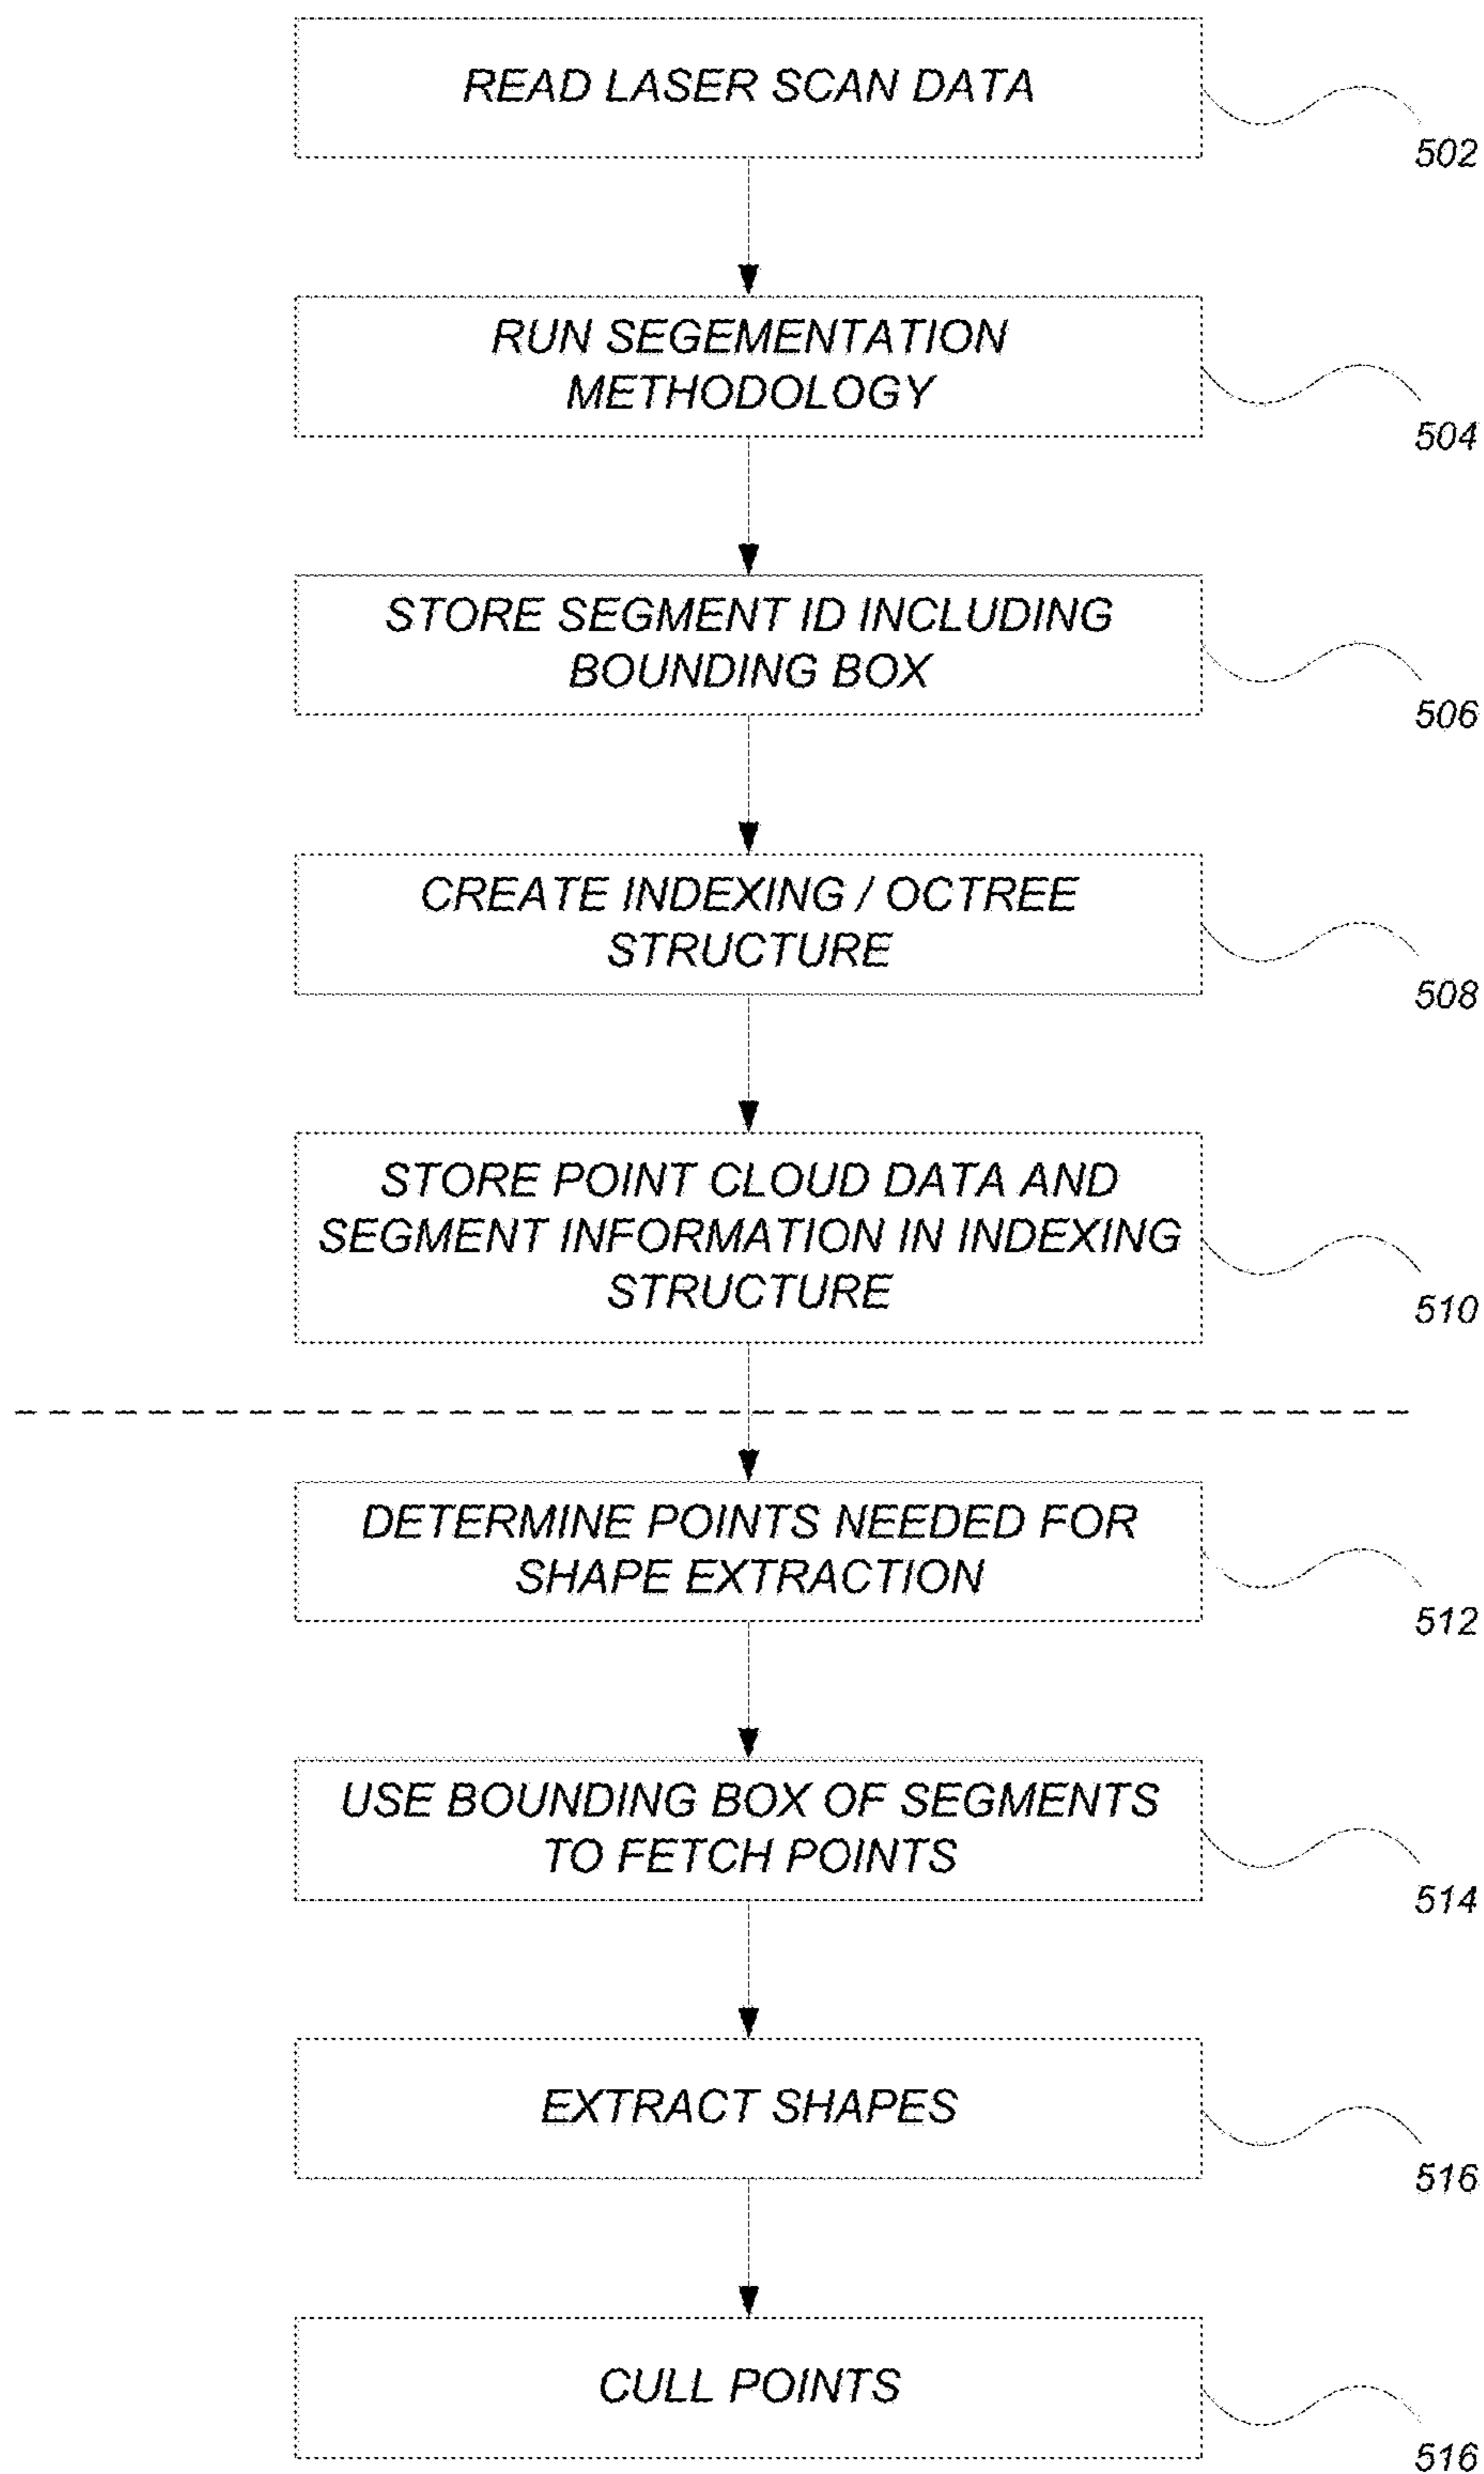 READ LASER SCAN DATA
502
RUN SEGEMENTATION
METHODOLOGY
504
STORE SEGMENT ID INCLUDING
BOUNDING BOX
506
CREATE INDEXING / OCTREE
STRUCTURE
508
STORE POINT CLOUD DATA AND
SEGMENT INFORMATION IN INDEXING
STRUCTURE
510
DETERMINE POINTS NEEDED FOR
SHAPE EXTRACTION
512
USE BOUNDING BOX OF SEGMENTS
TO FETCH POINTS
514
EXTRACT SHAPES
516
CULL POINTS
516